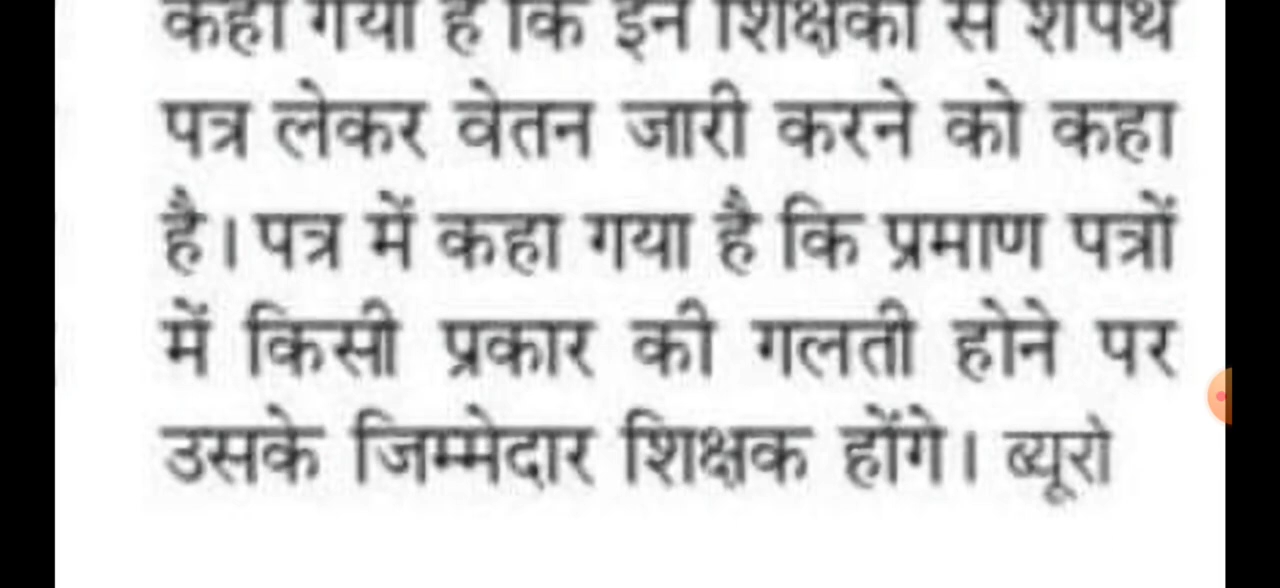 कहा गया है कि इन शिक्षकों से शपथ
पत्र लेकर वेतन जारी करने को कहा
है। पत्र में कहा गया है कि प्रमाण पत्रों
में किसी प्रकार की गलती होने पर
उसके जिम्मेदार शिक्षक होंगे। ब्यूरो